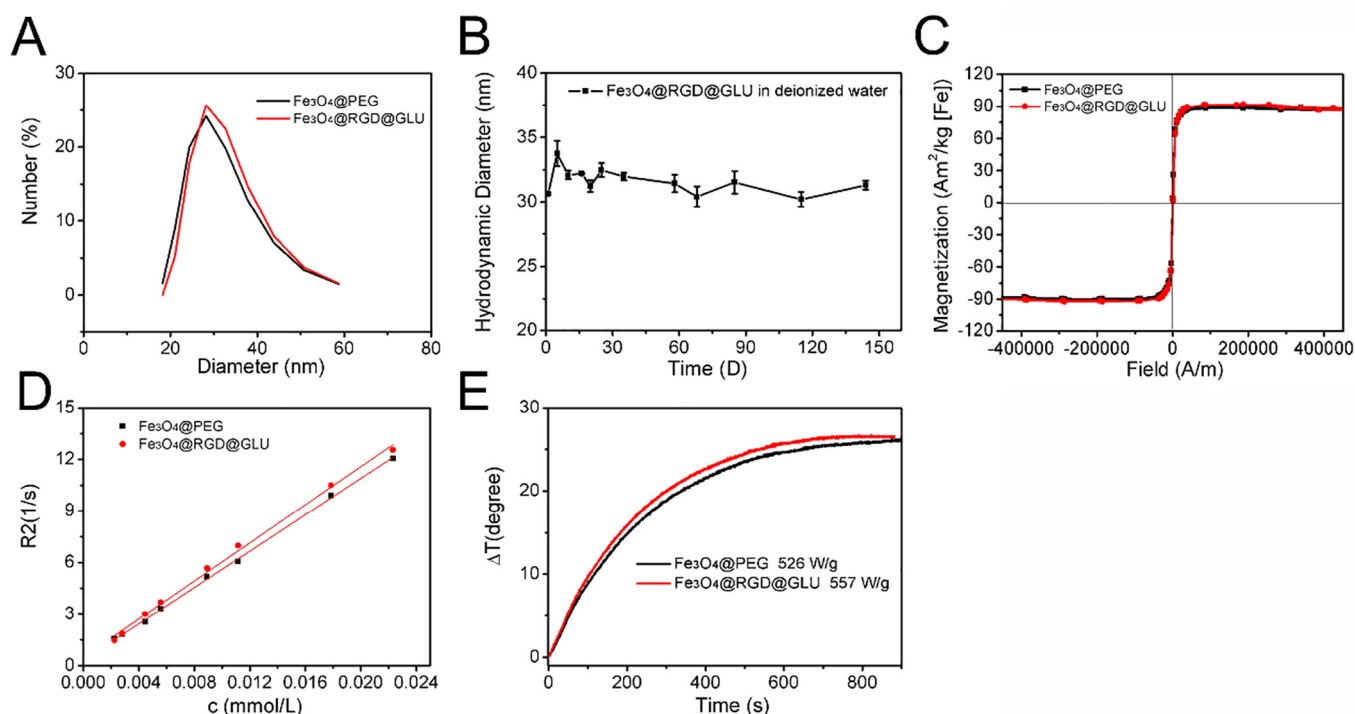 A
Number (%)
30
20
10
0
Fe₃O₄@PEG
Fe₃O₄@RGD@GLU
0 20 40 60 80
Diameter (nm)
B
Hydrodynamic Diameter (nm)
40
35
30
25
20
Fe₃O₄@RGD@GLU in deionized water
0 30 60 90 120 150
Time (D)
C
Magnetization (Am²/kg [Fe])
120
90
60
30
0
-30
-60
-90
-120
Fe₃O₄@PEG
Fe₃O₄@RGD@GLU
-400000 -200000 0 200000 400000
Field (A/m)
D
R2(1/s)
15
12
9
6
3
0
Fe₃O₄@PEG
Fe₃O₄@RGD@GLU
0.000 0.004 0.008 0.012 0.016 0.020 0.024
c (mmol/L)
E
ΔT(degree)
30
20
10
0
Fe₃O₄@PEG 526 W/g
Fe₃O₄@RGD@GLU 557 W/g
0 200 400 600 800
Time (s)